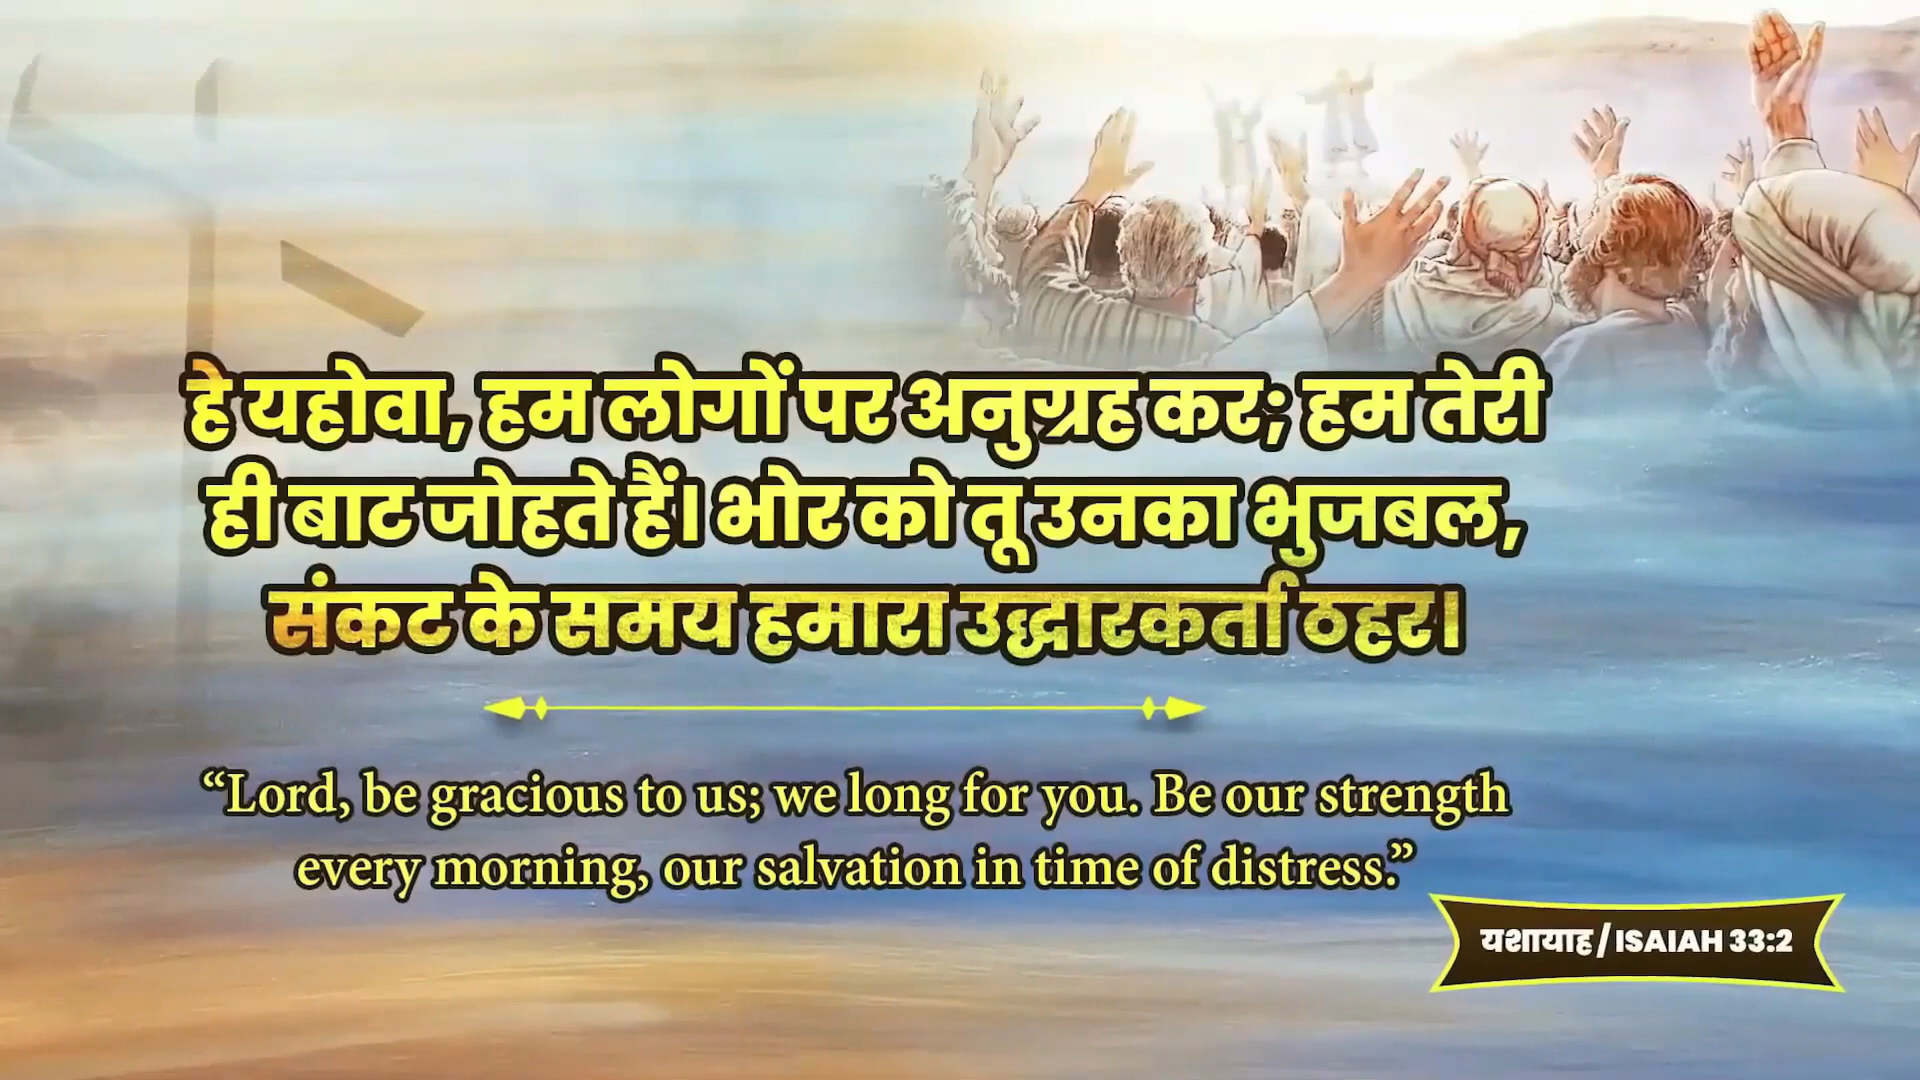 हे यहोवा, हम लोगों पर अनुग्रह कर; हम तेरी
ही बाट जोहते हैं। भोर को तू उनका भुजबल,
संकट के समय हमारा उद्धारकर्ता ठहर।
“Lord, be gracious to us; we long for you. Be our strength
every morning, our salvation in time of distress.”
यशायाह / ISAIAH 33:2